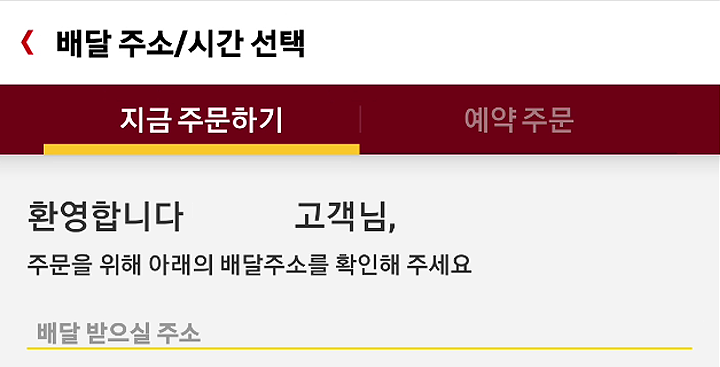 배달 주소/시간 선택
지금 주문하기 예약 주문
환영합니다 고객님,
주문을 위해 아래의 배달주소를 확인해 주세요
배달 받으실 주소